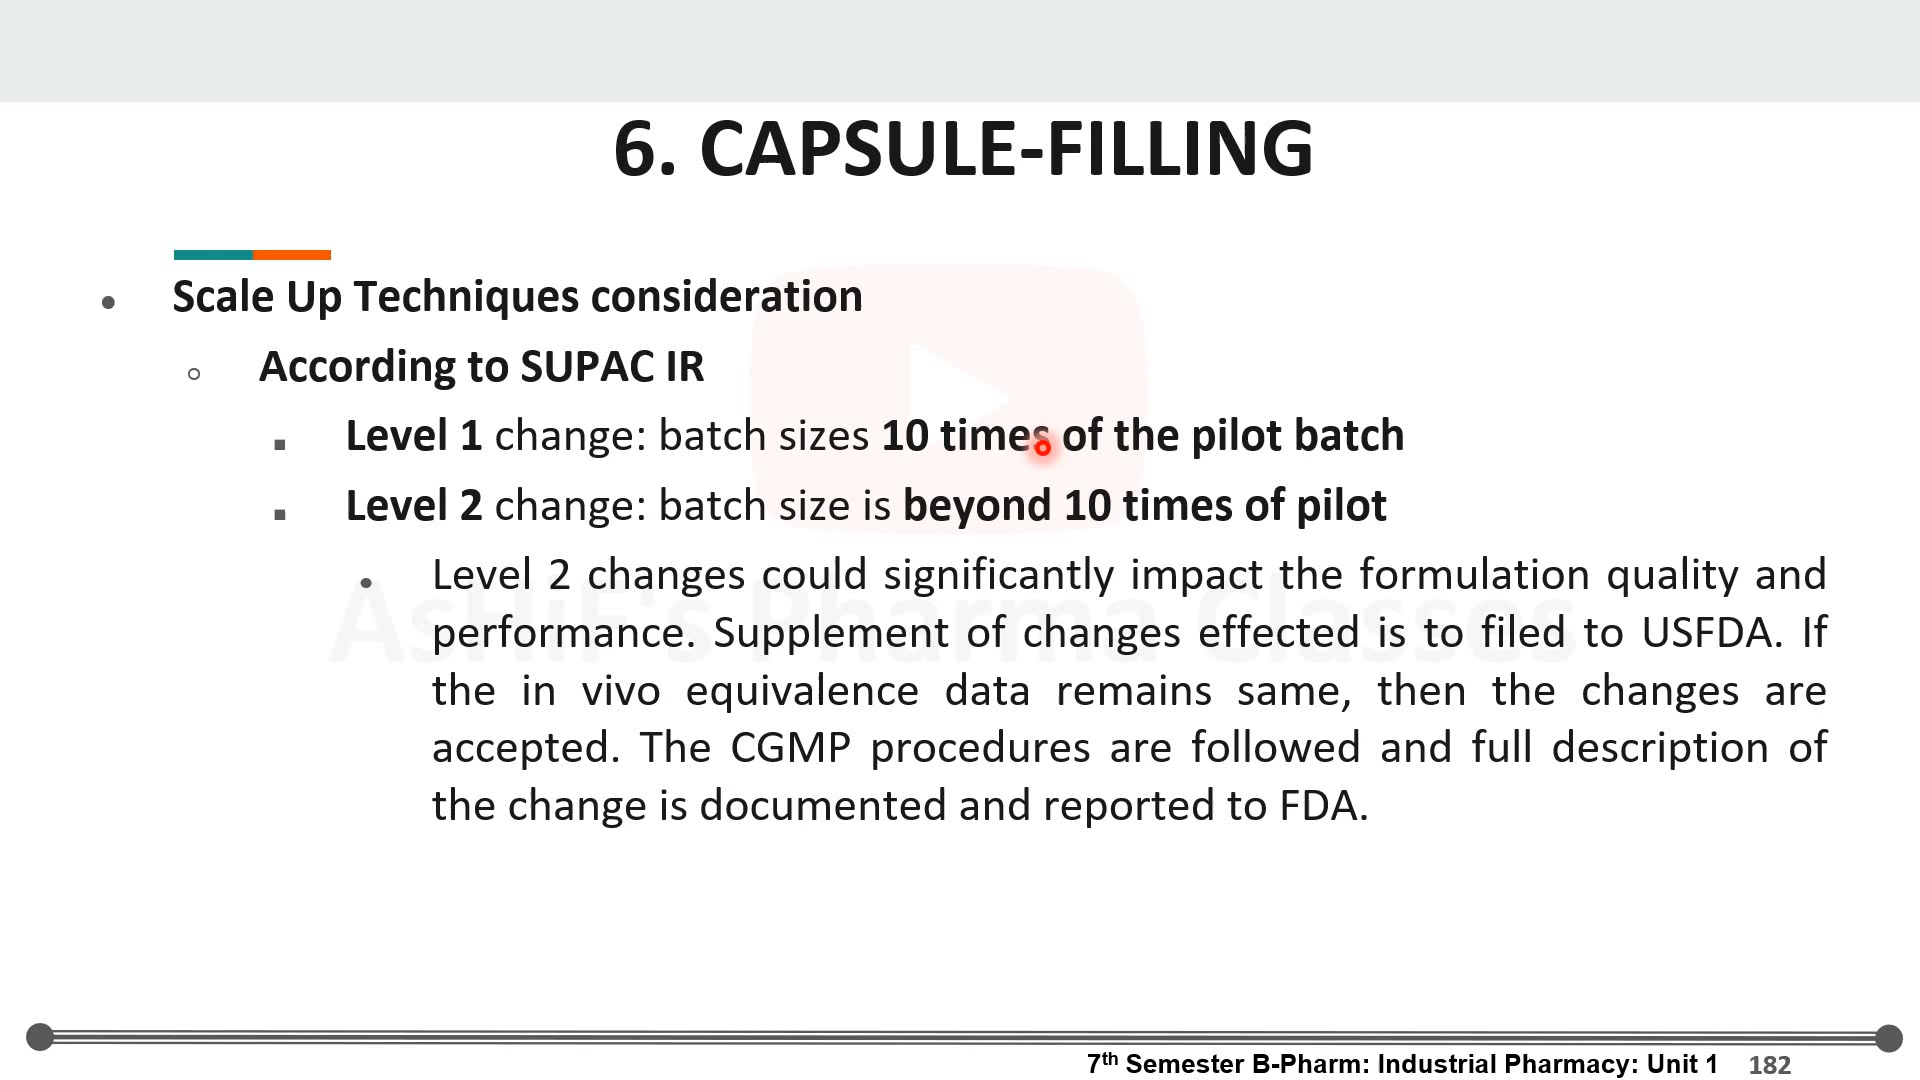 6. CAPSULE-FILLING
Scale Up Techniques consideration
According to SUPAC IR
Level 1 change: batch sizes 10 times of the pilot batch
Level 2 change: batch size is beyond 10 times of pilot
Level 2 changes could significantly impact the formulation quality and
performance. Supplement of changes effected is to filed to USFDA. If
the in vivo equivalence data remains same, then the changes are
accepted. The CGMP procedures are followed and full description of
the change is documented and reported to FDA.
AsHiF's Pharma Classes
7th Semester B-Pharm: Industrial Pharmacy: Unit 1 182